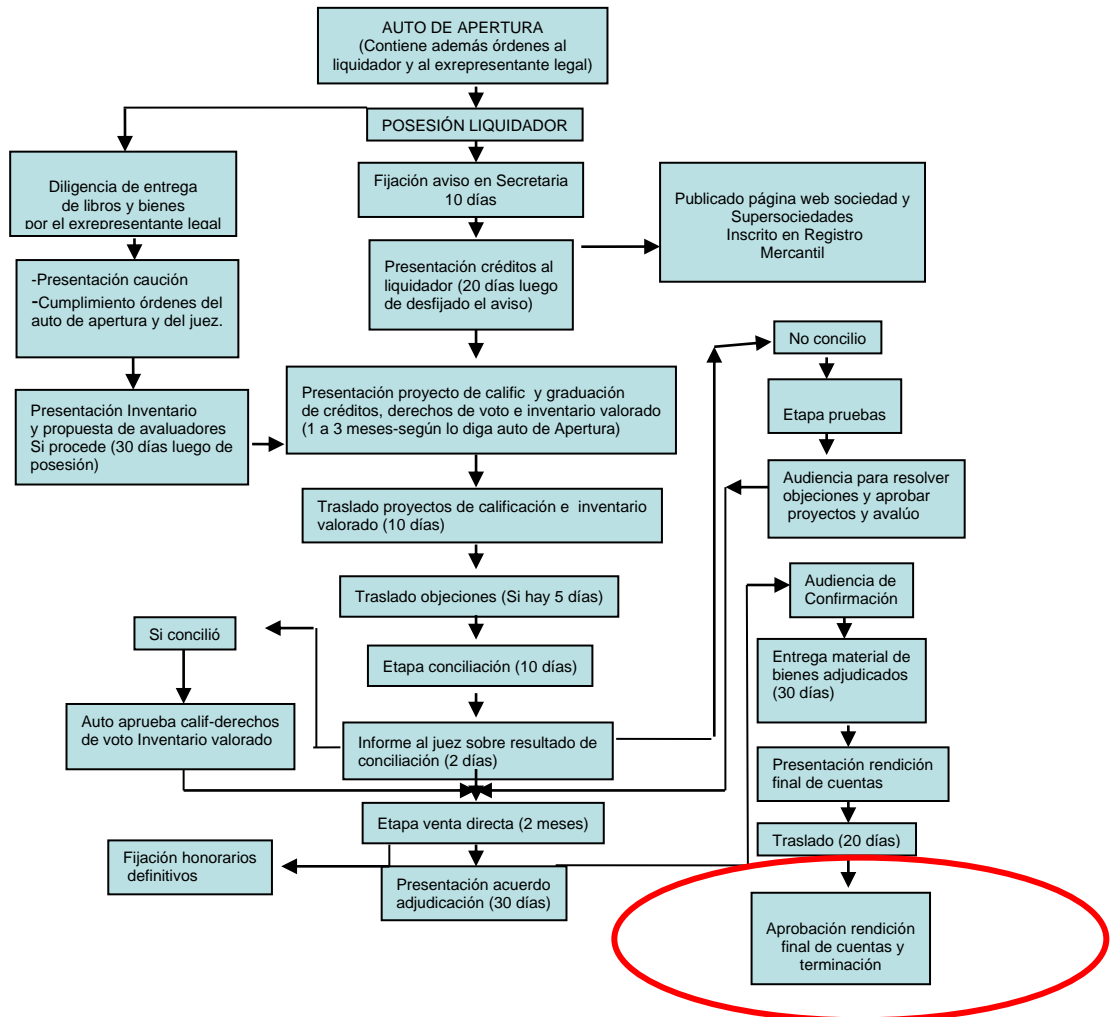 AUTO DE APERTURA
(Contiene además órdenes al
liquidador y al exrepresentante legal)
POSESIÓN LIQUIDADOR
Diligencia de entrega
de libros y bienes
por el exrepresentante legal
Fijación aviso en Secretaria
10 días
Publicado página web sociedad y
Supersociedades
Inscrito en Registro
Mercantil
Presentación créditos al
liquidador (20 días luego
de desfijado el aviso)
-Presentación caución
-Cumplimiento órdenes del
auto de apertura y del juez.
No concilio
Presentación Inventario
y propuesta de avaluadores
Si procede (30 días luego de
posesión)
Presentación proyecto de calific y graduación
de créditos, derechos de voto e inventario valorado
(1 a 3 meses-según lo diga auto de Apertura)
Etapa pruebas
Audiencia para resolver
objeciones y aprobar
proyectos y avalúo
Traslado proyectos de calificación e inventario
valorado (10 días)
Traslado objeciones (Si hay 5 días)
Audiencia de
Confirmación
Si concilió
Etapa conciliación (10 días)
Entrega material de
bienes adjudicados
(30 días)
Auto aprueba calif-derechos
de voto Inventario valorado
Informe al juez sobre resultado de
conciliación (2 días)
Presentación rendición
final de cuentas
Etapa venta directa (2 meses)
Traslado (20 días)
Fijación honorarios
definitivos
Presentación acuerdo
adjudicación (30 días)
Aprobación rendición
final de cuentas y
terminación